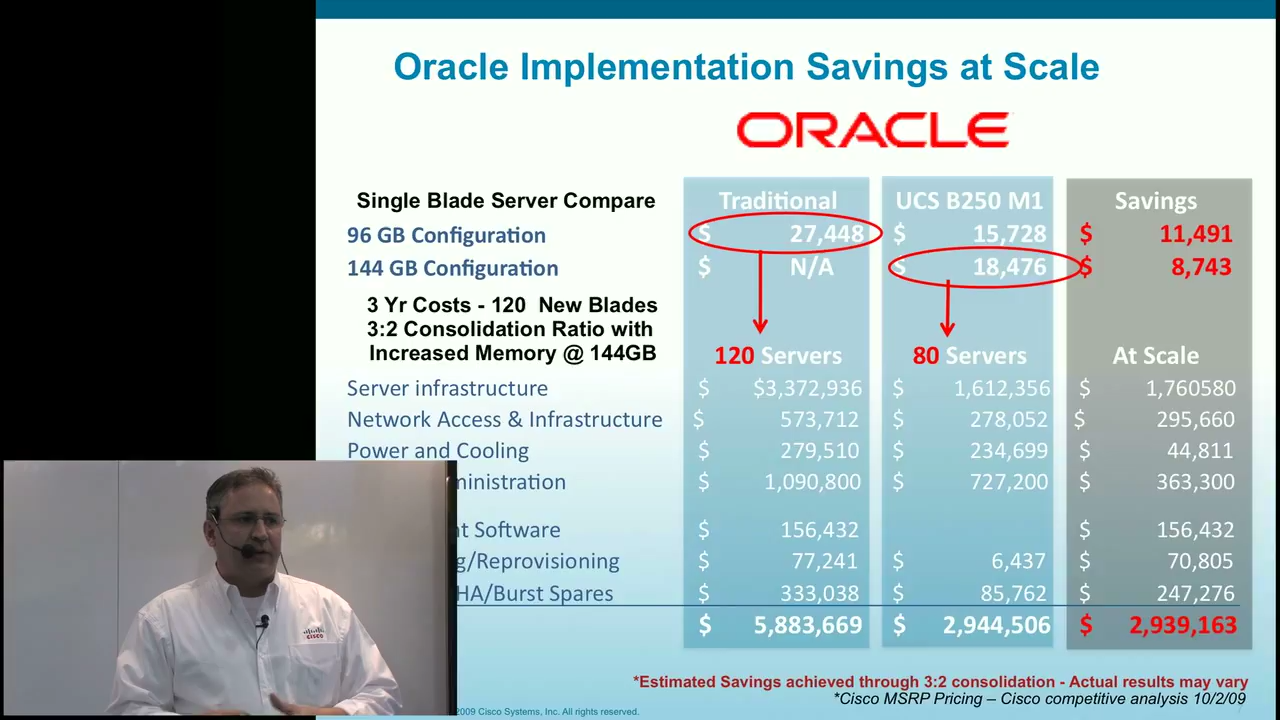 Oracle Implementation Savings at Scale
ORACLE
Single Blade Server Compare Traditional UCS B250 M1 Savings
96 GB Configuration $ 27,448 $ 15,728 $ 11,491
144 GB Configuration $ N/A $ 18,476 $ 8,743
3 Yr Costs - 120 New Blades
3:2 Consolidation Ratio with
Increased Memory @ 144GB 120 Servers 80 Servers At Scale
Server infrastructure $ $3,372,936 $ 1,612,356 $ 1,760580
Network Access & Infrastructure $ 573,712 $ 278,052 $ 295,660
Power and Cooling $ 279,510 $ 234,699 $ 44,811
ministration $ 1,090,800 $ 727,200 $ 363,300
t Software $ 156,432 $ 156,432
g/Reprovisioning $ 77,241 $ 6,437 $ 70,805
HA/Burst Spares $ 333,038 $ 85,762 $ 247,276
$ 5,883,669 $ 2,944,506 $ 2,939,163
*Estimated Savings achieved through 3:2 consolidation - Actual results may vary
*Cisco MSRP Pricing – Cisco competitive analysis 10/2/09
2009 Cisco Systems, Inc. All rights reserved.
CISCO